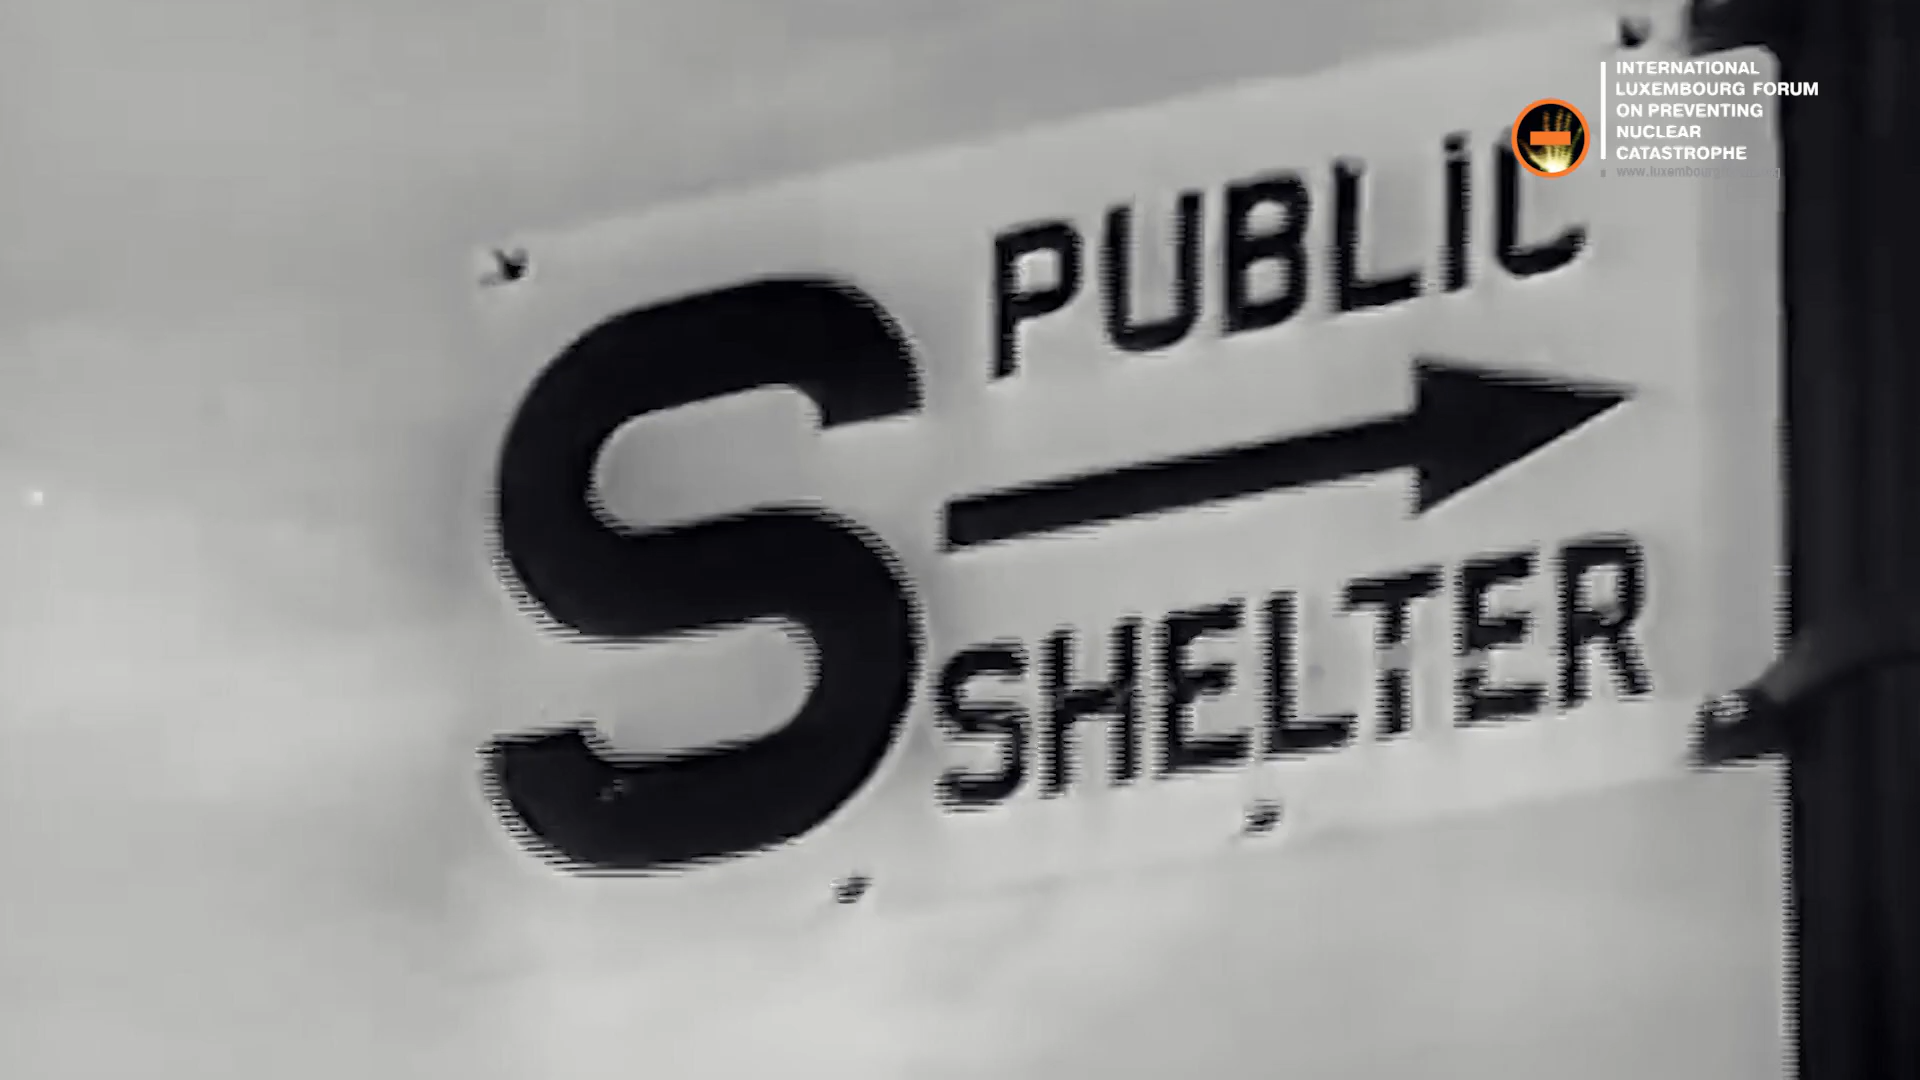 S
PUBLIC
SHELTER
INTERNATIONAL
LUXEMBOURG FORUM
ON PREVENTING
NUCLEAR
CATASTROPHE